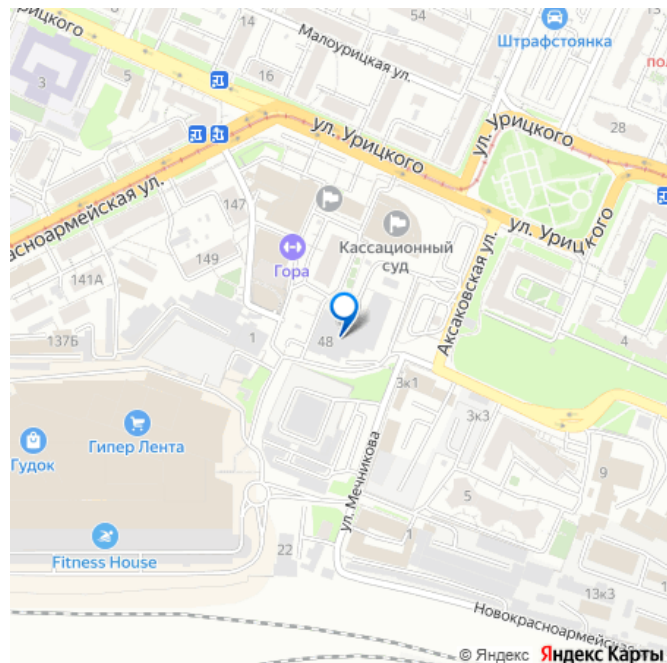 14
54
Штрафстоянка
Малоурицкая ул.
16
3
5
ул. Урицкого
ул. Урицкого
28
147
ул. Урицкого
сноармейская ул.
Кассационный
суд
Гора
149
Аксаковская ул.
141А
137Б
1
48
4
3к1
3к3
Гипер Лента
Гудок
ул. Мечникова
9
5
Fitness House
22
1
13к3
Новокрасноармейская
© Яндекс Яндекс Карты